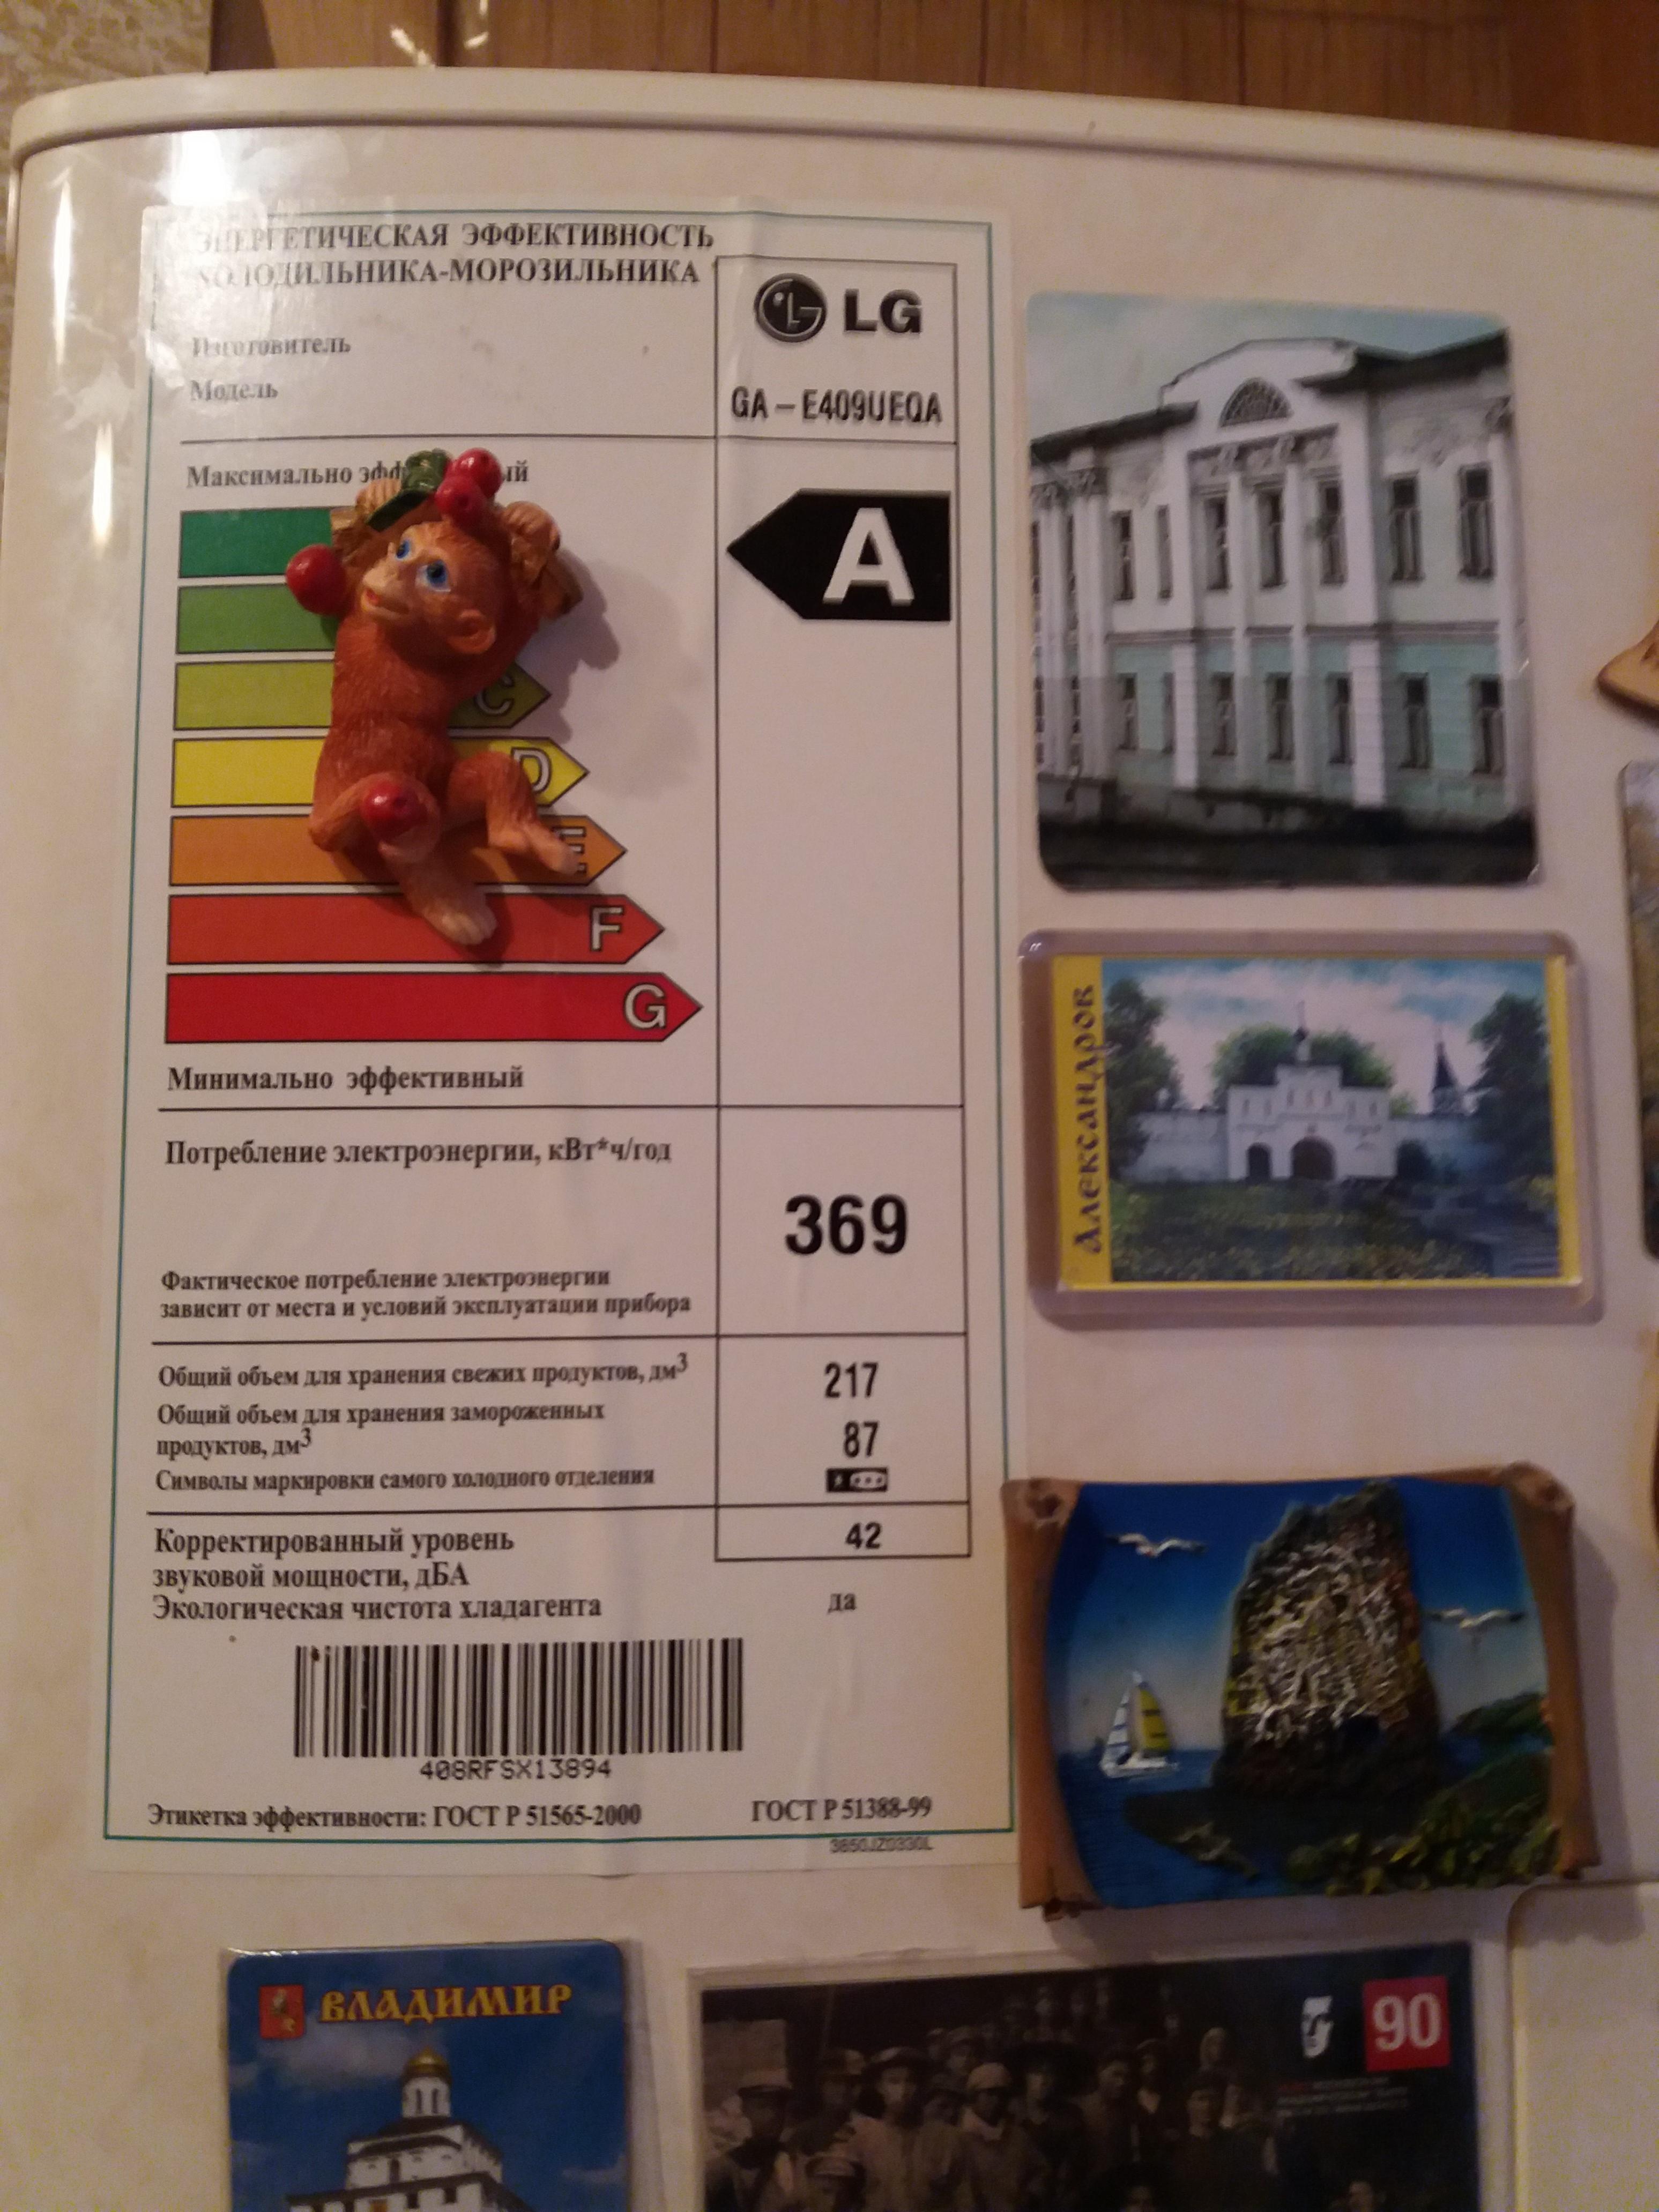 ЭНЕРГЕТИЧЕСКАЯ ЭФФЕКТИВНОСТЬ
ХОЛОДИЛЬНИКА-МОРОЗИЛЬНИКА
LG
Изготовитель
Модель
GA-E409UEQA
Максимально
A
C
D
E
F
G
Минимально эффективный
Потребление электроэнергии, кВт*ч/год
369
Фактическое потребление электроэнергии
зависит от места и условий эксплуатации прибора
Общий объем для хранения свежих продуктов, дм³ 217
Общий объем для хранения замороженных
продуктов, дм³ 87
Символы маркировки самого холодного отделения
Корректированный уровень 42
звуковой мощности, дБА
Экологическая чистота хладагента да
408RFSX13894
Этикетка эффективности: ГОСТ Р 51565-2000 ГОСТ Р 51388-99
3850JZ0330L
Александров
ВЛАДИМИР
90